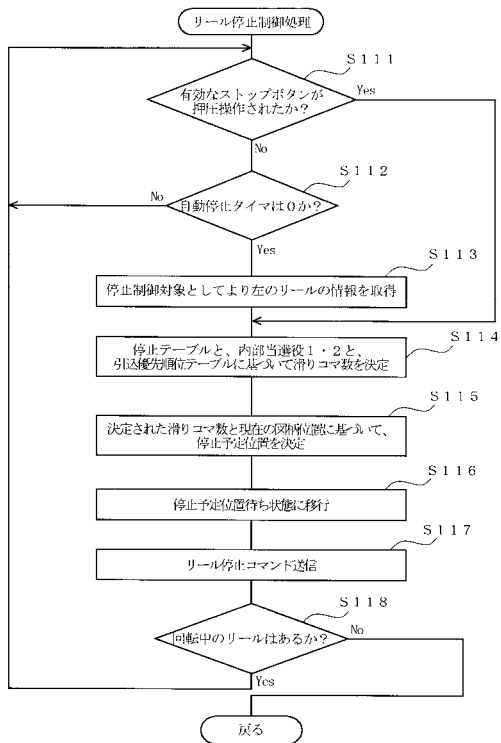 リール停止制御処理
Ｓ１１１
有効なストップボタンが
押圧操作されたか？
Yes
No
Ｓ１１２
自動停止タイマは０か？
No
Yes
Ｓ１１３
停止制御対象としてより左のリールの情報を取得
Ｓ１１４
停止テーブルと、内部当選役１・２と、
引込優先順位テーブルに基づいて滑りコマ数を決定
Ｓ１１５
決定された滑りコマ数と現在の図柄位置に基づいて、
停止予定位置を決定
Ｓ１１６
停止予定位置待ち状態に移行
Ｓ１１７
リール停止コマンド送信
Ｓ１１８
回転中のリールはあるか？
No
Yes
戻る